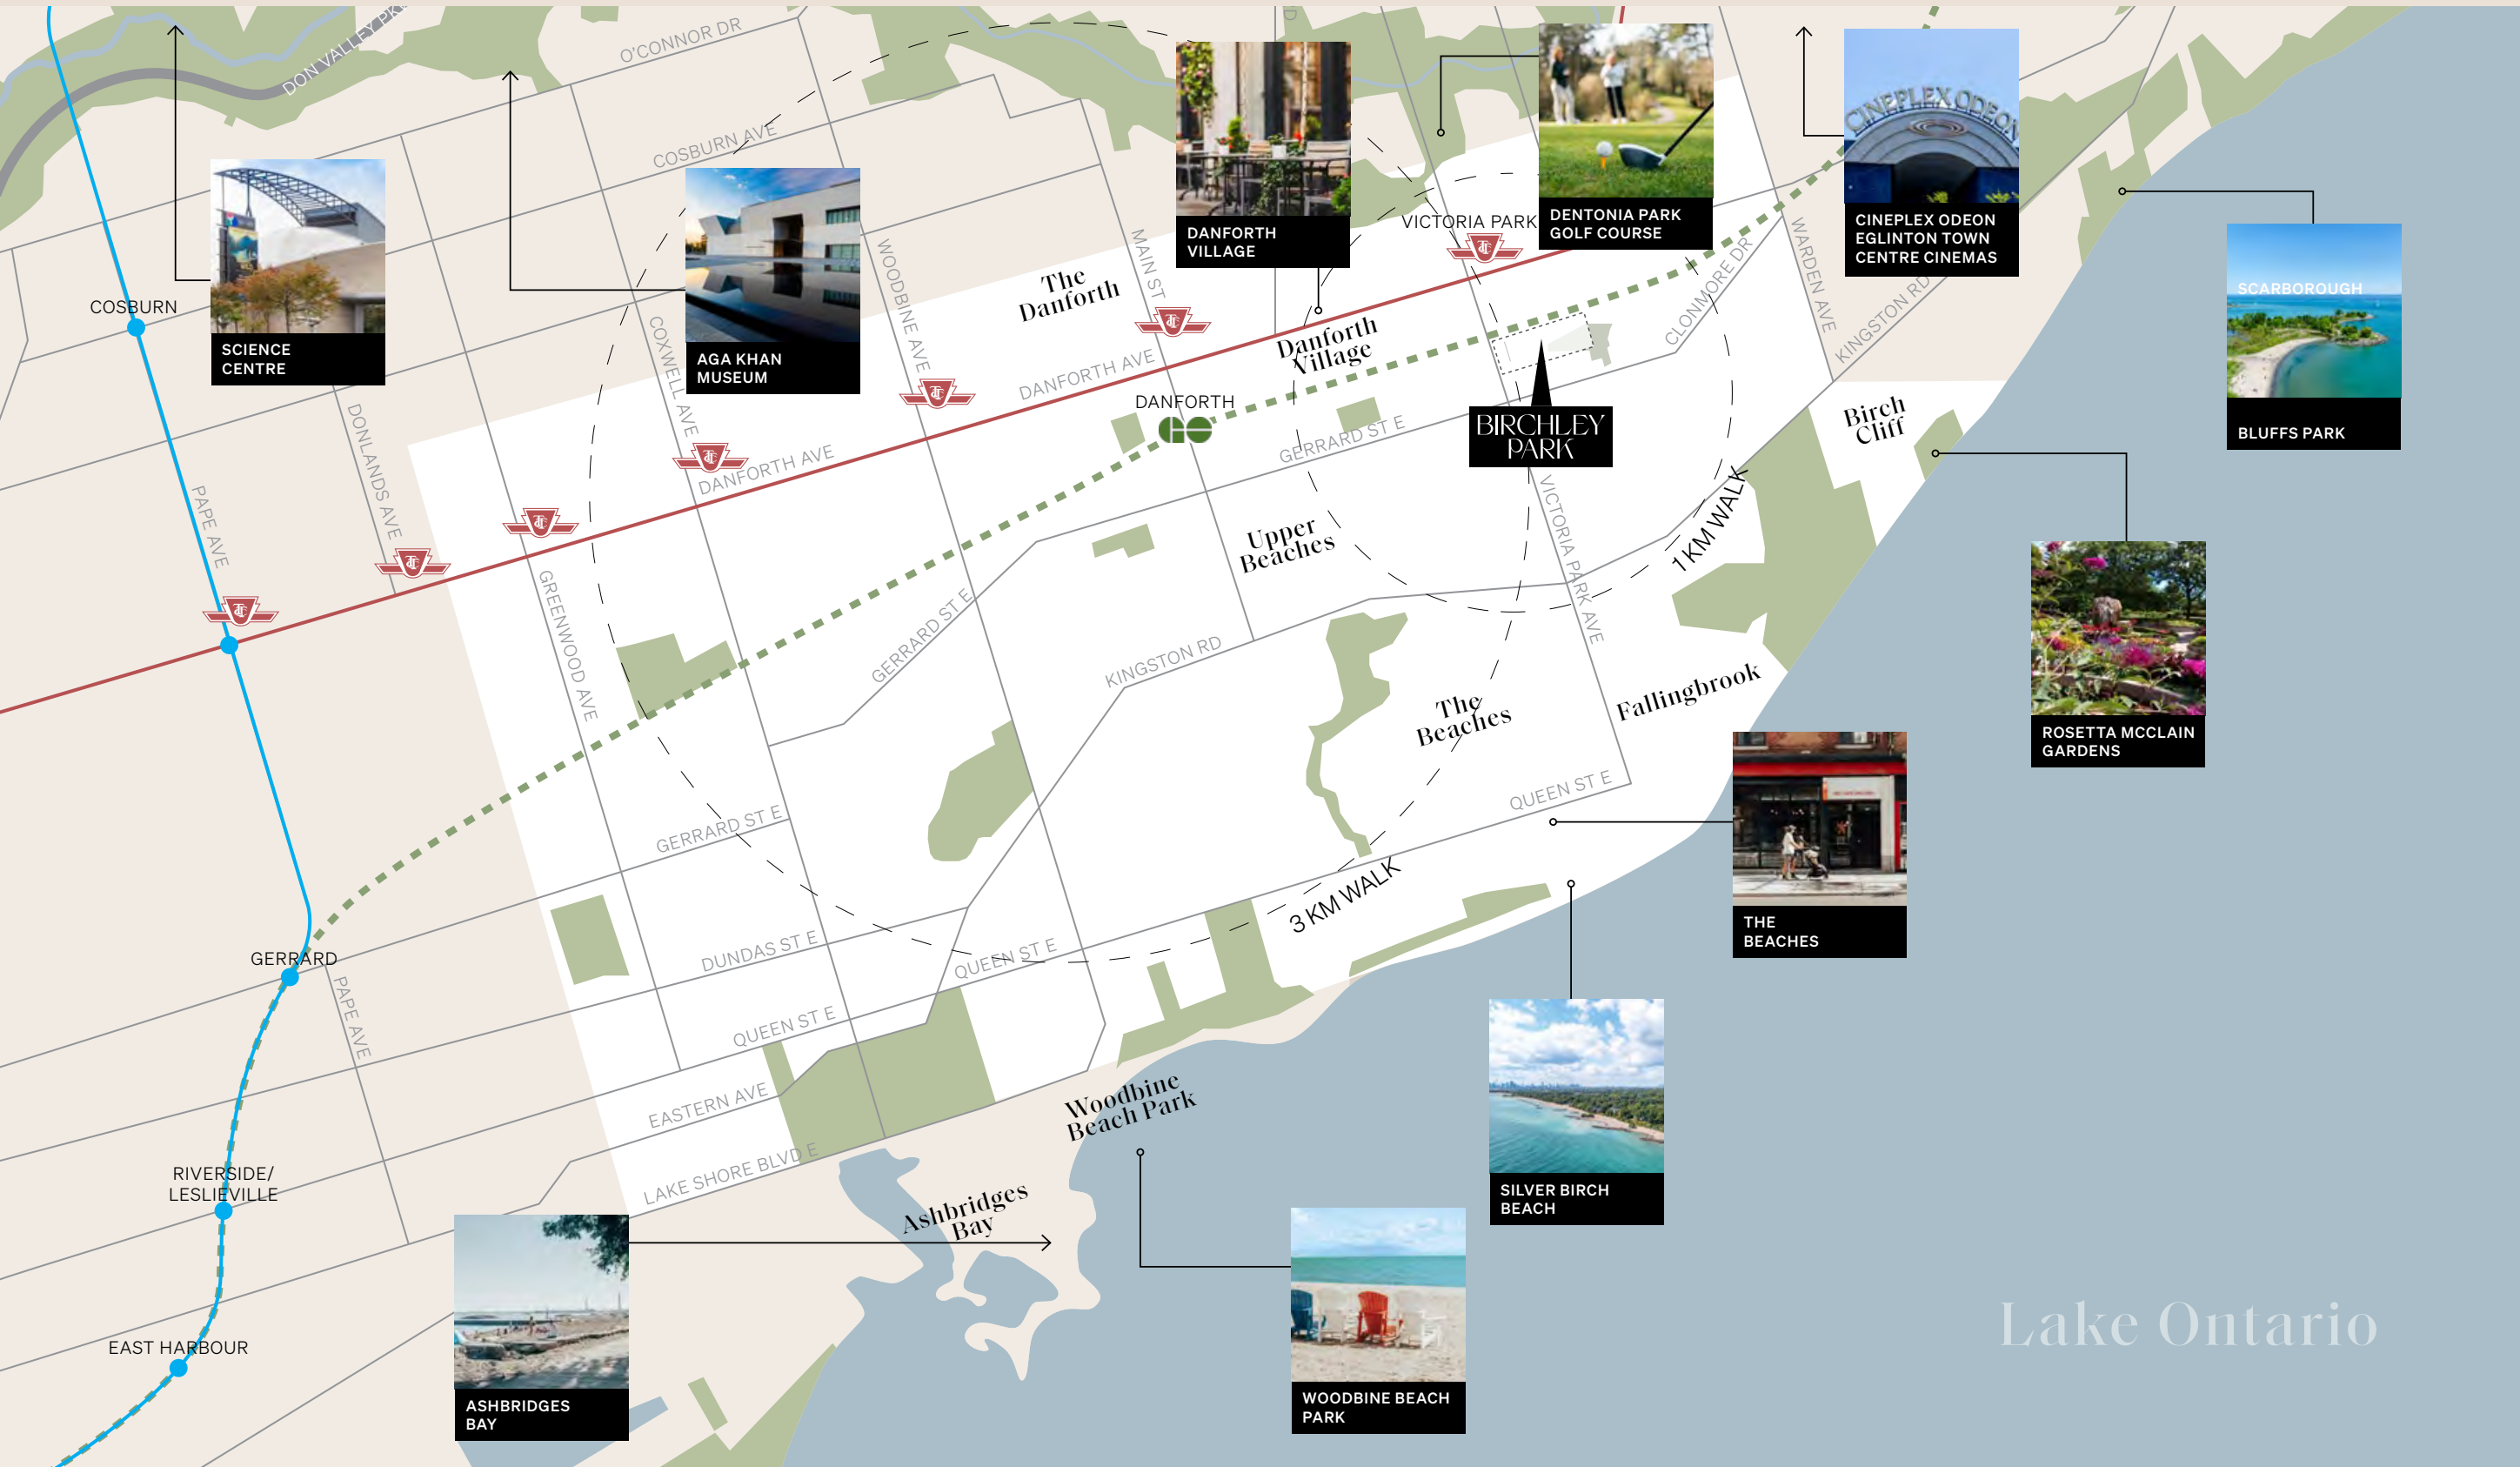 DON VALLEY PK
O'CONNOR DR
COSBURN AVE
CINEPLEX ODEON
DANFORTH
VILLAGE
VICTORIA PARK
DENTONIA PARK
GOLF COURSE
CINEPLEX ODEON
EGLINTON TOWN
CENTRE CINEMAS
SCARBOROUGH
BLUFFS PARK
COSBURN
SCIENCE
CENTRE
AGA KHAN
MUSEUM
COXWELL AVE
WOODBINE AVE
MAIN ST
The
Danforth
DANFORTH AVE
Danforth
Village
CLONMORE DR
WARDEN AVE
KINGSTON RD
DONLANDS AVE
PAPE AVE
DANFORTH AVE
DANFORTH
GO
GERRARD ST E
BIRCHLEY
PARK
Birch
Cliff
GREENWOOD AVE
GERRARD ST E
Upper
Beaches
VICTORIA PARK AVE
1 KM WALK
KINGSTON RD
The
Beaches
Fallingbrook
ROSETTA MCCLAIN
GARDENS
GERRARD ST E
QUEEN ST E
THE
BEACHES
3 KM WALK
GERRARD
PAPE AVE
DUNDAS ST E
QUEEN ST E
QUEEN ST E
EASTERN AVE
LAKE SHORE BLVD E
Woodbine
Beach Park
RIVERSIDE/
LESLIEVILLE
Ashbridges
Bay
SILVER BIRCH
BEACH
EAST HARBOUR
ASHBRIDGES
BAY
WOODBINE BEACH
PARK
Lake Ontario